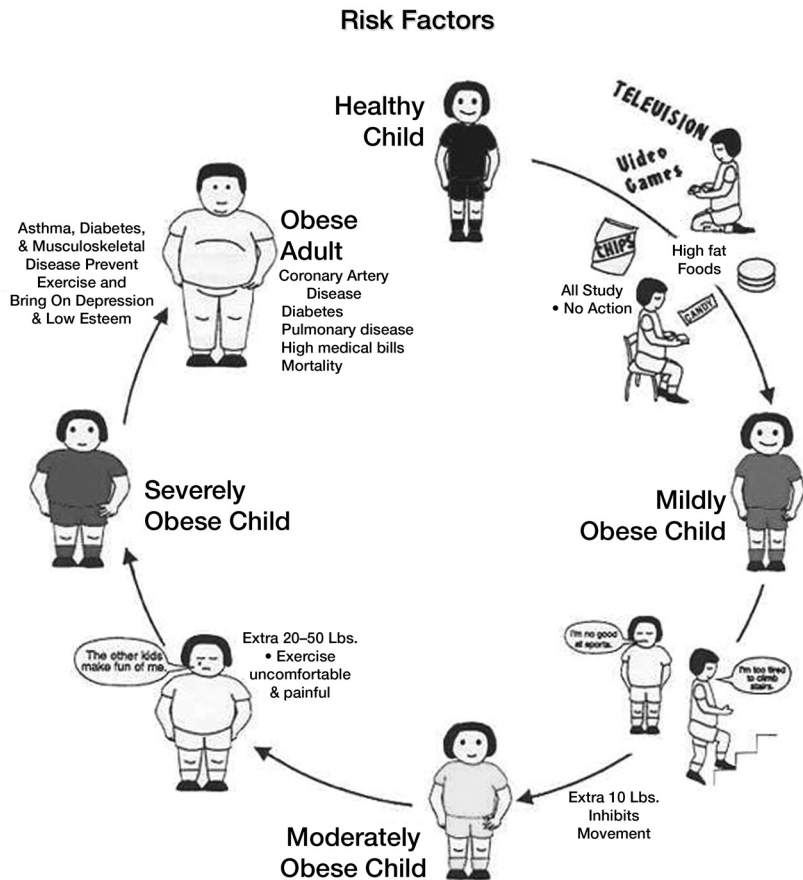 Risk Factors
Healthy
Child
TELEVISION
Video
Games
CHIPS
High fat
Foods
All Study
• No Action
CANDY
Mildly
Obese Child
I'm no good
at sports.
I'm too tired
to climb
stairs.
Extra 10 Lbs.
Inhibits
Movement
Moderately
Obese Child
Extra 20–50 Lbs.
• Exercise
uncomfortable
& painful
The other kids
make fun of me.
Severely
Obese Child
Asthma, Diabetes,
& Musculoskeletal
Disease Prevent
Exercise and
Bring On Depression
& Low Esteem
Obese
Adult
Coronary Artery
Disease
Diabetes
Pulmonary disease
High medical bills
Mortality